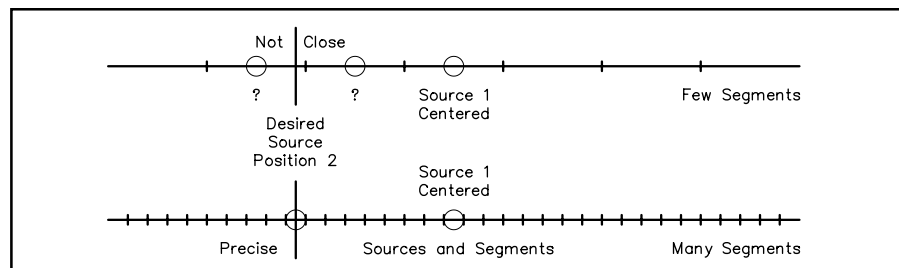 Not Close
? ? Source 1 Few Segments
Centered
Desired
Source
Position 2
Source 1
Centered
Precise Sources and Segments Many Segments